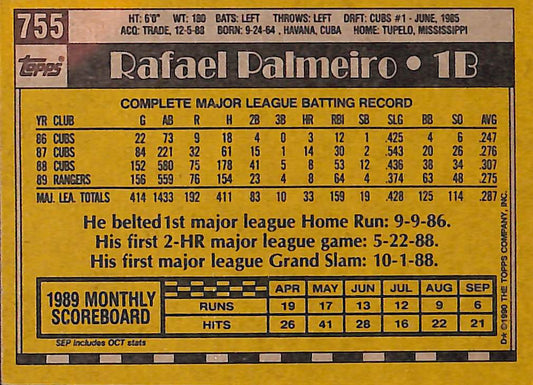 755
HT: 6'0" WT: 180 BATS: LEFT THROWS: LEFT DRFT: CUBS #1 - JUNE, 1985
ACQ: TRADE, 12-5-88 BORN: 9-24-64, HAVANA, CUBA HOME: TUPELO, MISSISSIPPI
TOPPS Rafael Palmeiro • 1B
COMPLETE MAJOR LEAGUE BATTING RECORD
YR CLUB G AB R H 2B 3B HR RBI SB SLG BB SO AVG
86 CUBS 22 73 9 18 4 0 3 12 1 .425 4 6 .247
87 CUBS 84 221 32 61 15 1 14 30 2 .543 20 26 .276
88 CUBS 152 580 75 178 41 5 8 53 12 .436 38 34 .307
89 RANGERS 156 559 76 154 23 4 8 64 4 .374 63 48 .275
MAJ. LEA. TOTALS 414 1433 192 411 83 10 33 159 19 .428 125 114 .287
He belted 1st major league Home Run: 9-9-86.
His first 2-HR major league game: 5-22-88.
His first major league Grand Slam: 10-1-88.
1989 MONTHLY SCOREBOARD
APR MAY JUN JUL AUG SEP
RUNS 19 17 13 12 9 6
HITS 26 41 28 16 22 21
SEP includes OCT stats
D* © 1990 THE TOPPS COMPANY, INC.